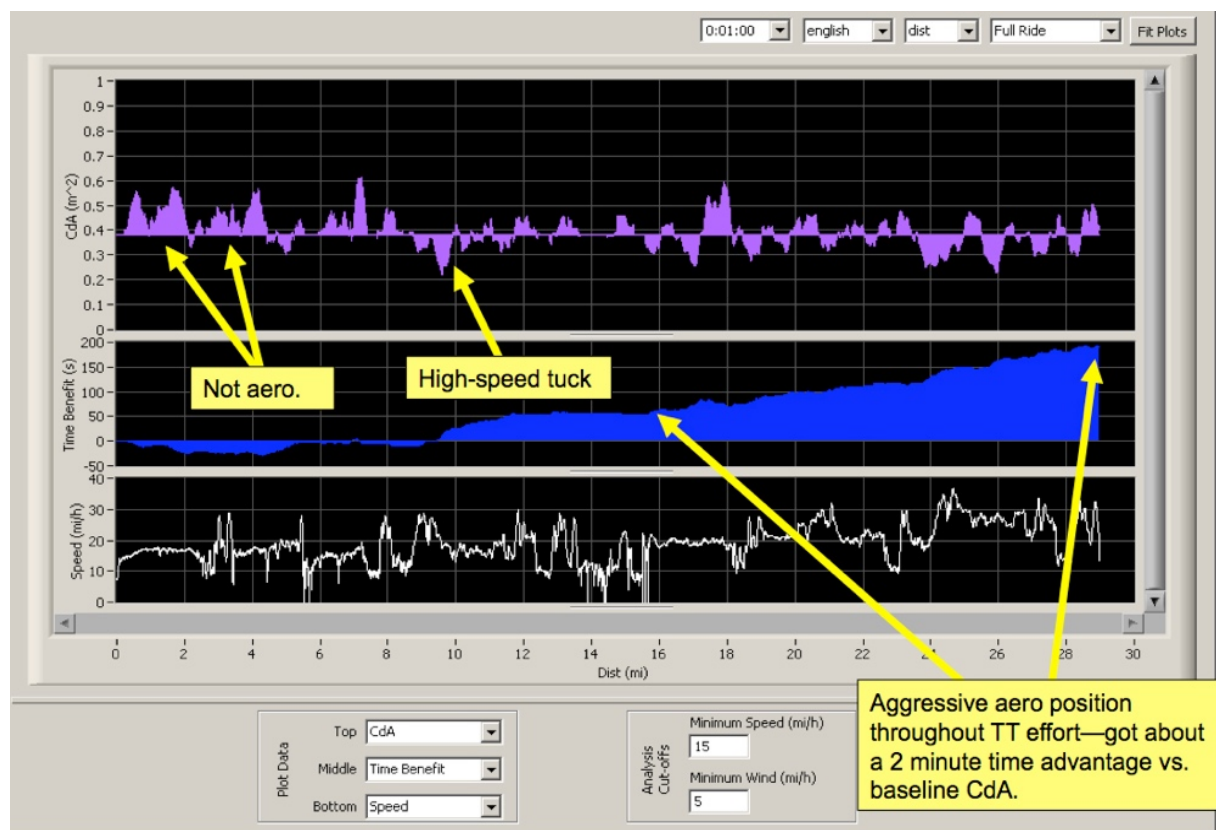 0:01:00 english dist Full Ride Fit Plots
CdA (m^2)
1
0.9
0.8
0.7
0.6
0.5
0.4
0.3
0.2
0.1
0
Time Benefit (s)
200
150
100
50
0
-50
Not aero.
High-speed tuck
Speed (mi/h)
40
30
20
10
0
0 2 4 6 8 10 12 14 16 18 20 22 24 26 28 30
Dist (mi)
Aggressive aero position
throughout TT effort—got about
a 2 minute time advantage vs.
baseline CdA.
Plot Data
Top CdA
Middle Time Benefit
Bottom Speed
Analysis
Cut-offs
Minimum Speed (mi/h)
15
Minimum Wind (mi/h)
5